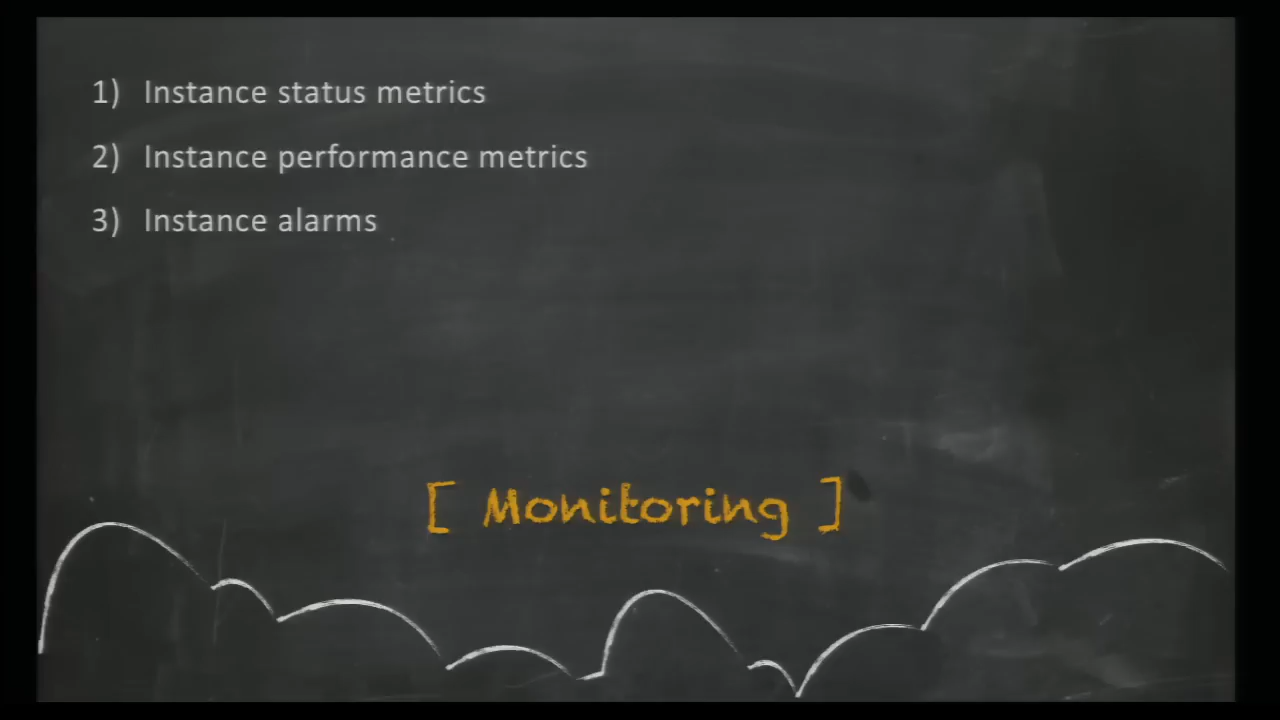 1) Instance status metrics
2) Instance performance metrics
3) Instance alarms
[ Monitoring ]